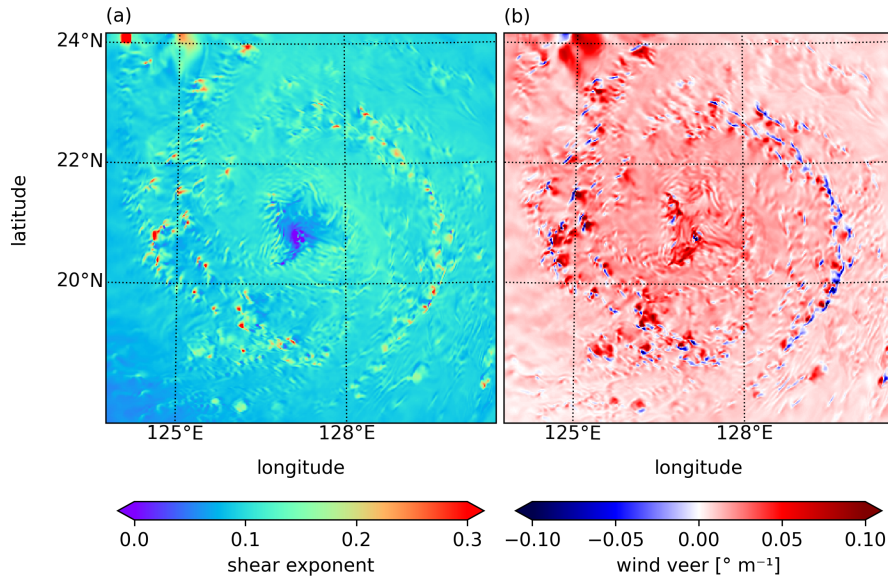 (a) (b)
24°N
22°N
20°N
latitude
125°E 128°E 125°E 128°E
longitude longitude
0.0 0.1 0.2 0.3 −0.10 −0.05 0.00 0.05 0.10
shear exponent wind veer [° m⁻¹]